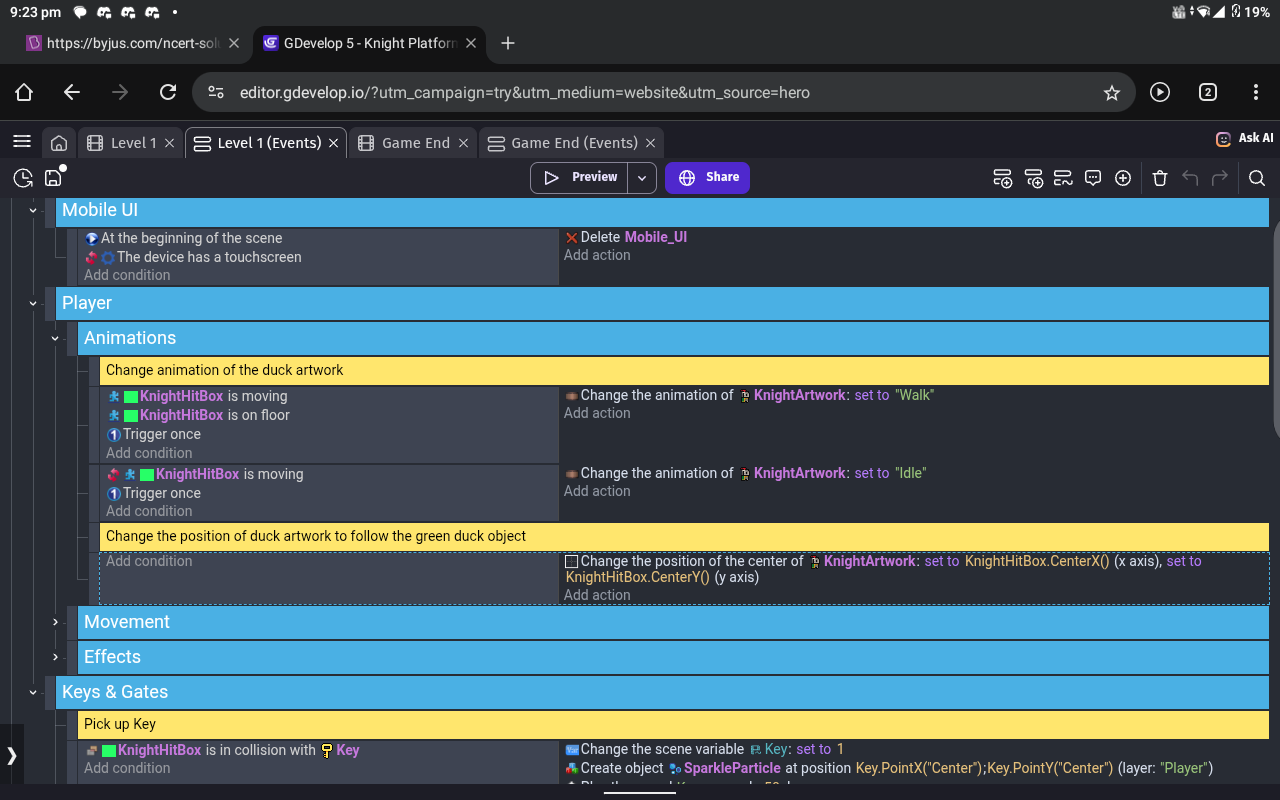 9:23 pm
19%
https://byjus.com/ncert-sol
GDevelop 5 - Knight Platforn
editor.gdevelop.io/?utm_campaign=try&utm_medium=website&utm_source=hero
2
Level 1
Level 1 (Events)
Game End
Game End (Events)
Ask AI
Preview
Share
Mobile UI
At the beginning of the scene
Delete Mobile_UI
The device has a touchscreen
Add action
Add condition
Player
Animations
Change animation of the duck artwork
KnightHitBox is moving
Change the animation of KnightArtwork: set to "Walk"
KnightHitBox is on floor
Add action
Trigger once
Add condition
KnightHitBox is moving
Change the animation of KnightArtwork: set to "Idle"
Trigger once
Add action
Add condition
Change the position of duck artwork to follow the green duck object
Add condition
Change the position of the center of KnightArtwork: set to KnightHitBox.CenterX() (x axis), set to
KnightHitBox.CenterY() (y axis)
Add action
Movement
Effects
Keys & Gates
Pick up Key
KnightHitBox is in collision with Key
Change the scene variable Key: set to 1
Add condition
Create object SparkleParticle at position Key.PointX("Center");Key.PointY("Center") (layer: "Player")